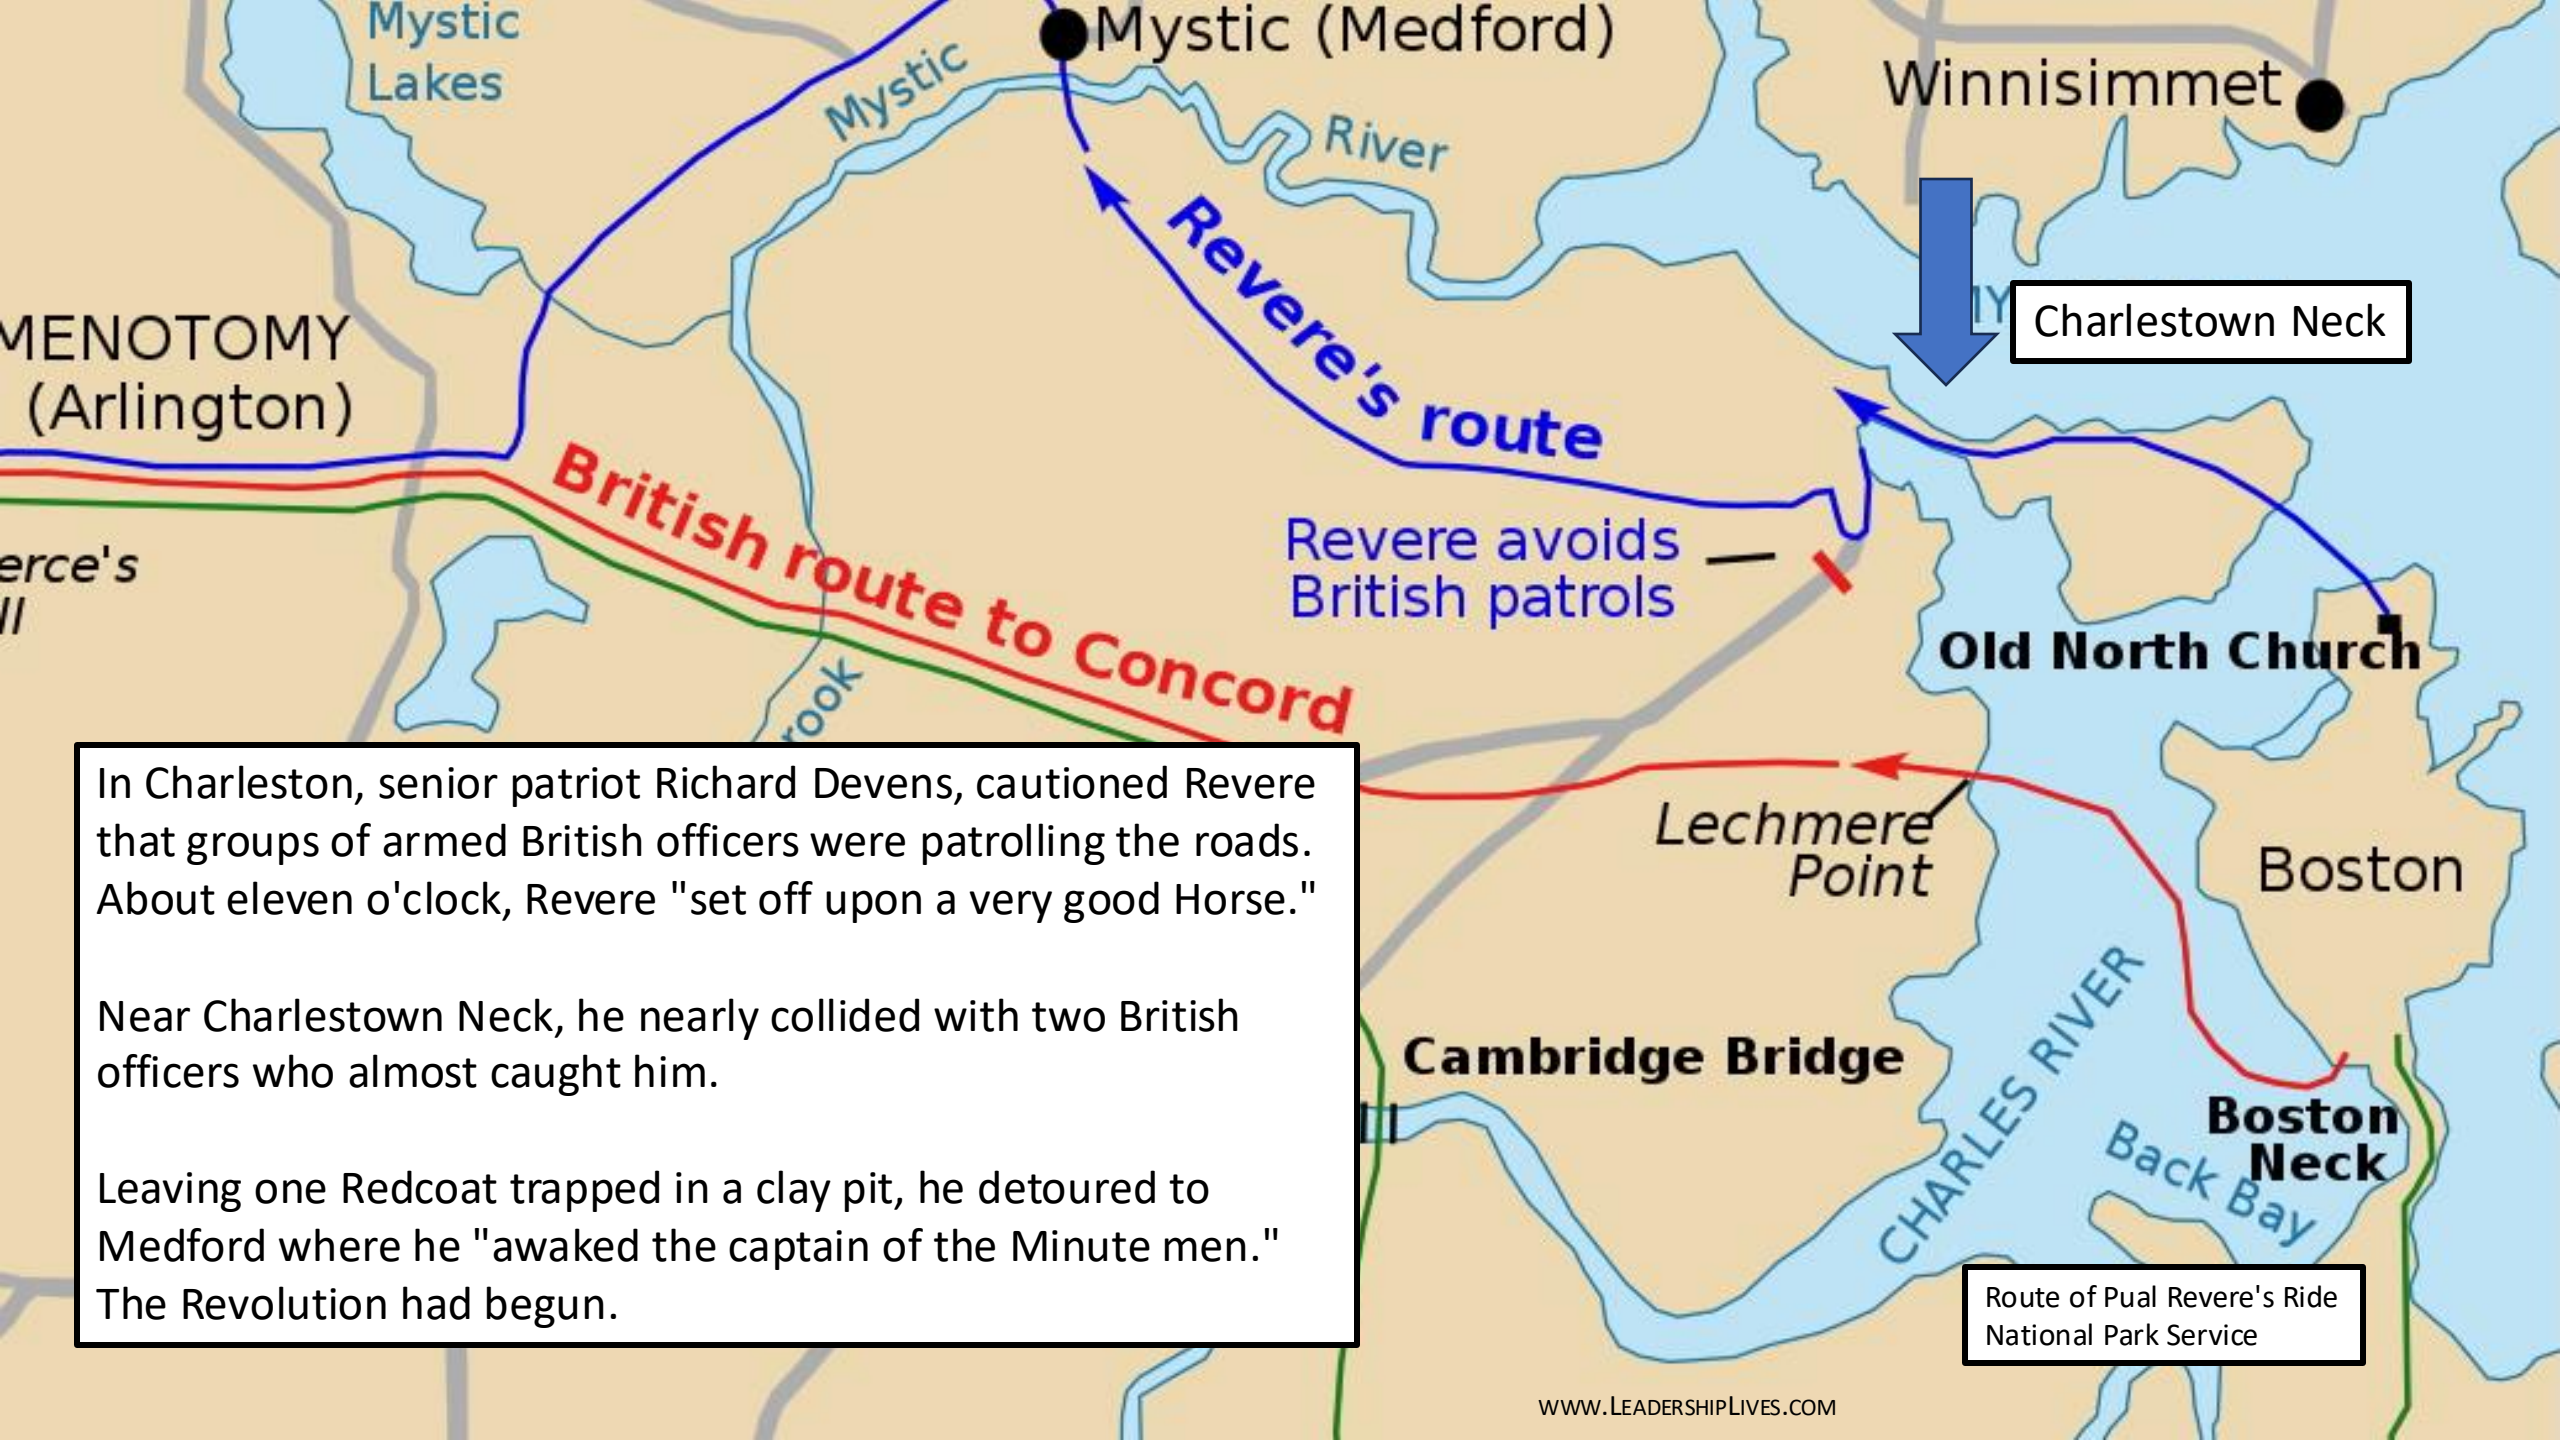 Mystic
Lakes
Mystic
River
Mystic (Medford)
Winnisimmet
MY
Charlestown Neck
Revere's route
MENOTOMY
(Arlington)
British route to Concord
Revere avoids
British patrols
erce's
ll
rook
Old North Church
In Charleston, senior patriot Richard Devens, cautioned Revere
that groups of armed British officers were patrolling the roads.
About eleven o'clock, Revere "set off upon a very good Horse."
Near Charlestown Neck, he nearly collided with two British
officers who almost caught him.
Leaving one Redcoat trapped in a clay pit, he detoured to
Medford where he "awaked the captain of the Minute men."
The Revolution had begun.
Lechmere
Point
Boston
Cambridge Bridge
CHARLES RIVER
Boston
Neck
Back Bay
Route of Pual Revere's Ride
National Park Service
WWW.LEADERSHIPLIVES.COM